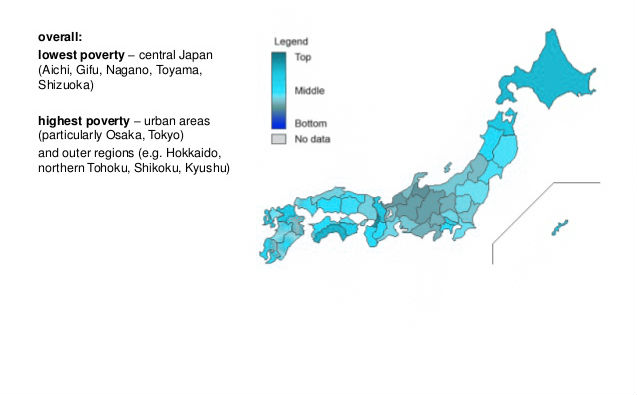 overall:
lowest poverty – central Japan
(Aichi, Gifu, Nagano, Toyama,
Shizuoka)
highest poverty – urban areas
(particularly Osaka, Tokyo)
and outer regions (e.g. Hokkaido,
northern Tohoku, Shikoku, Kyushu)
Legend
Top
Middle
Bottom
No data